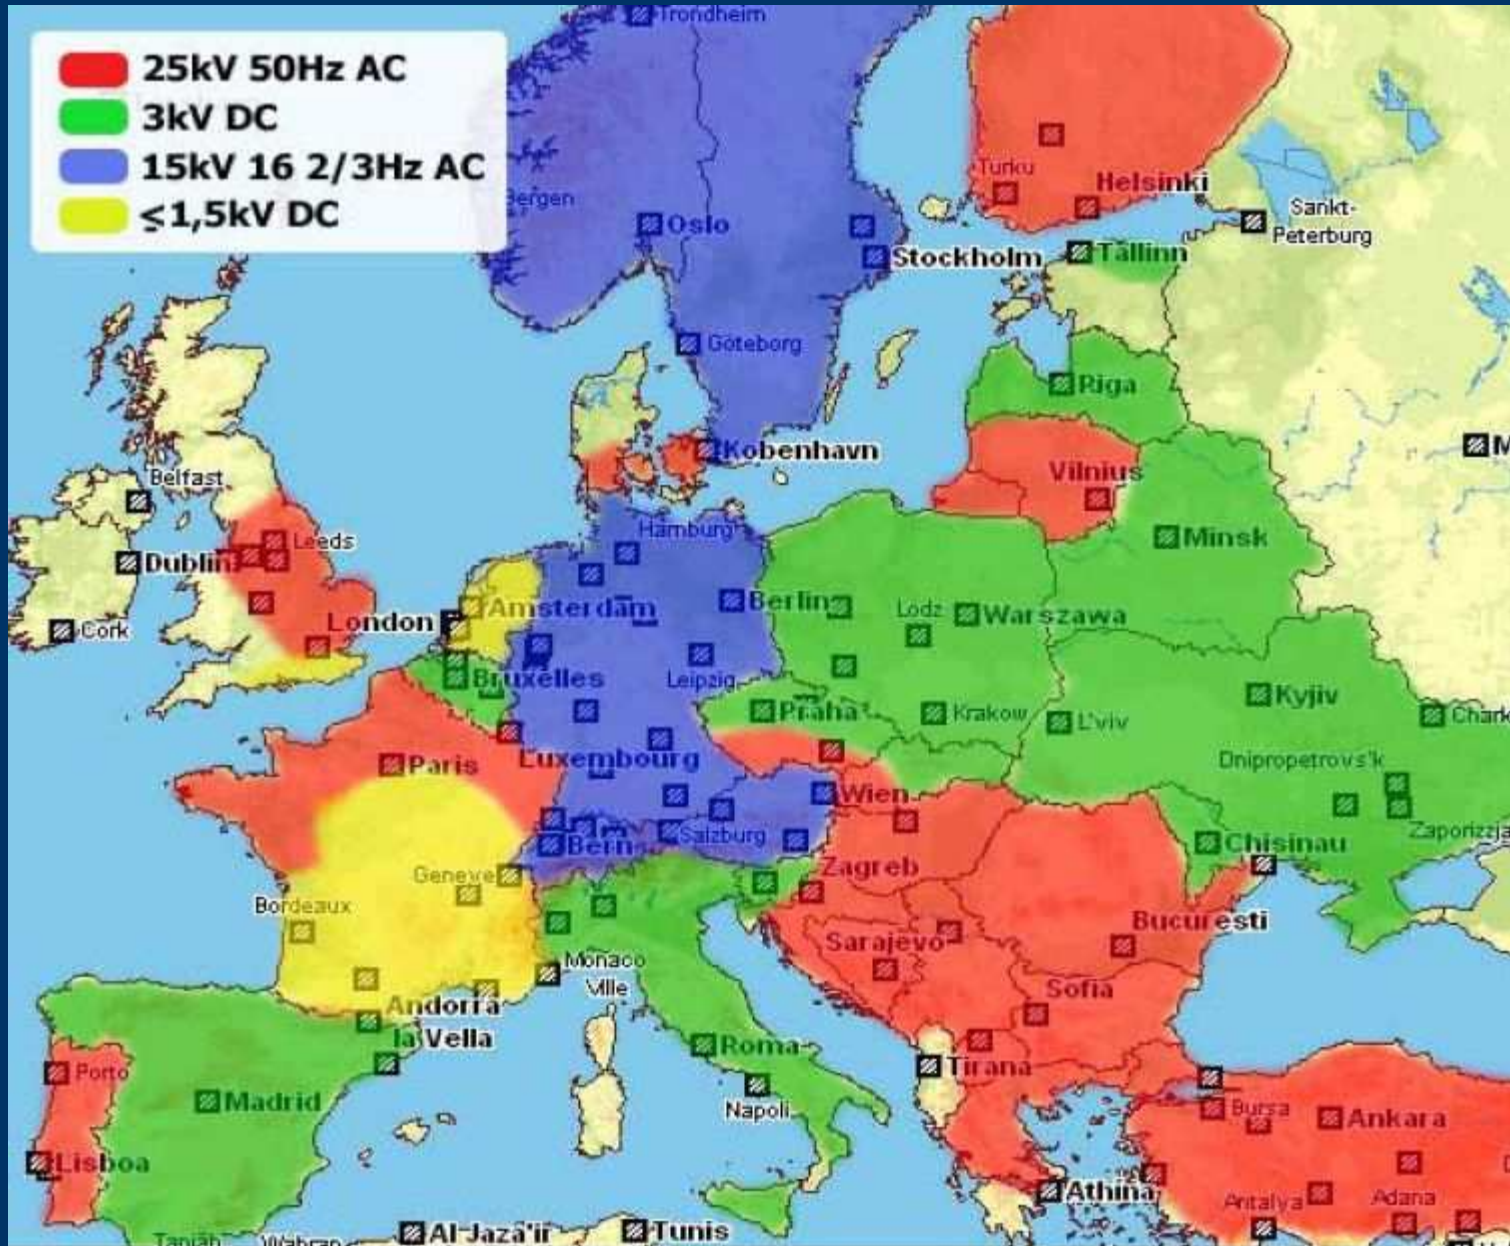 25kV 50Hz AC
3kV DC
15kV 16 2/3Hz AC
≤1,5kV DC
Trondheim
Bergen
Oslo
Stockholm
Göteborg
Turku
Helsinki
Sankt-
Peterburg
Tallinn
Riga
Kobenhavn
Vilnius
Minsk
Belfast
Dublin
Leeds
Cork
London
Hamburg
Amsterdam
Berlin
Lodz
Warszawa
Bruxelles
Leipzig
Praha
Krakow
L'viv
Kyjiv
Chark
Dnipropetrovs'k
Zaporizzja
Paris
Luxembourg
Wien
Salzburg
Bern
Chisinau
Geneve
Zagreb
Bordeaux
Sarajevo
Bucuresti
Monaco
Ville
Sofia
Andorra
la Vella
Roma
Tirana
Napoli
Porto
Madrid
Lisboa
Bursa
Ankara
Athina
Antalya
Adana
Al Jaza'ir
Tunis
Tanjah
Wahran